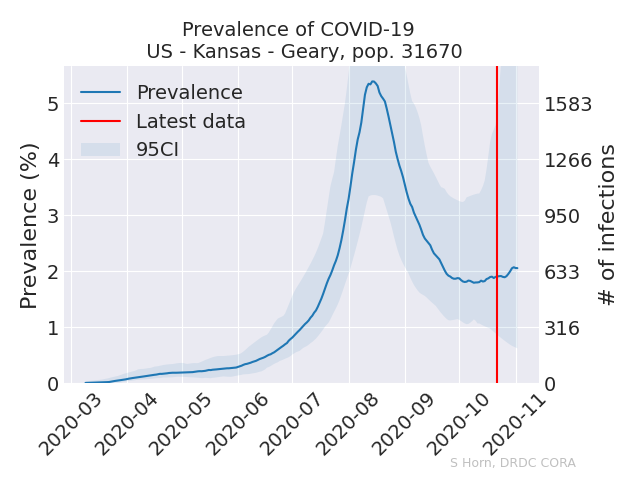 Prevalence of COVID-19
US - Kansas - Geary, pop. 31670
Prevalence
Latest data
95CI
Prevalence (%)
5
4
3
2
1
0
1583
1266
950
633
316
0
# of infections
2020-03
2020-04
2020-05
2020-06
2020-07
2020-08
2020-09
2020-10
2020-11
S Horn, DRDC CORA